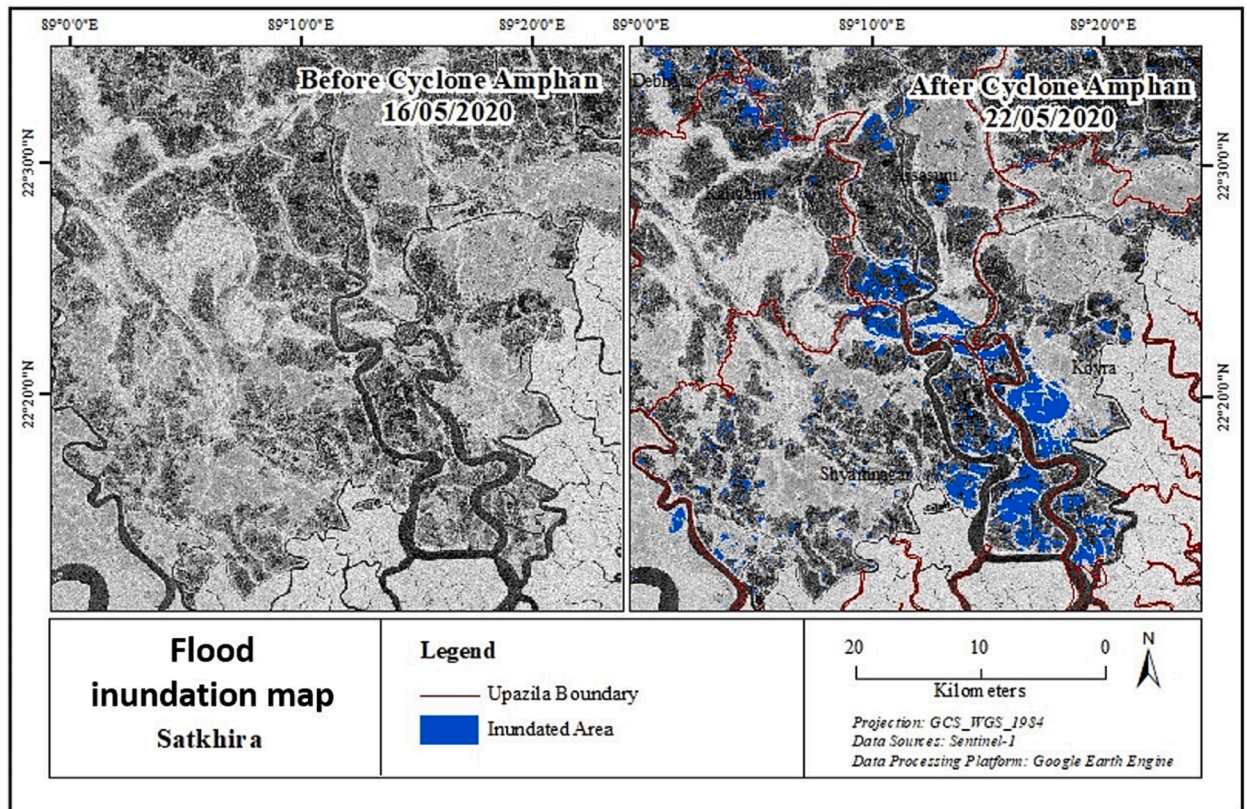 89°0'0"E 89°10'0"E 89°20'0"E 89°0'0"E 89°10'0"E 89°20'0"E
Before Cyclone Amphan
16/05/2020
After Cyclone Amphan
22/05/2020
22°30'0"N
22°20'0"N
22°30'0"N
22°20'0"N
Assasuni
Koyra
Shyamnagar
Flood
inundation map
Satkhira
Legend
Upazila Boundary
Inundated Area
20 10 0
Kilometers
N
Projection: GCS_WGS_1984
Data Sources: Sentinel-1
Data Processing Platform: Google Earth Engine